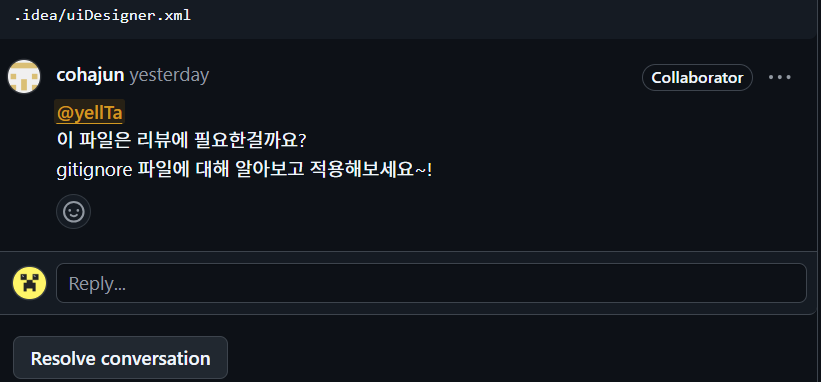 .idea/uiDesigner.xml
cohajun yesterday
Collaborator
@yellTa
이 파일은 리뷰에 필요한걸까요?
gitignore 파일에 대해 알아보고 적용해보세요~!
Reply...
Resolve conversation